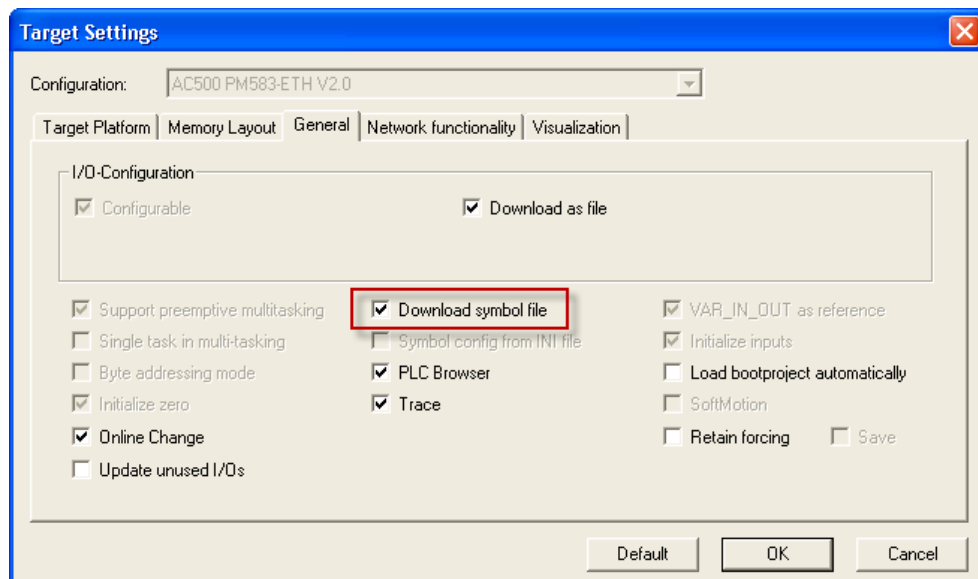 Target Settings
Configuration: AC500 PM583-ETH V2.0
Target Platform Memory Layout General Network functionality Visualization
I/O-Configuration
Configurable Download as file
Support preemptive multitasking Download symbol file VAR_IN_OUT as reference
Single task in multi-tasking Symbol config from INI file Initialize inputs
Byte addressing mode PLC Browser Load bootproject automatically
Initialize zero Trace SoftMotion
Online Change Retain forcing Save
Update unused I/Os
Default OK Cancel